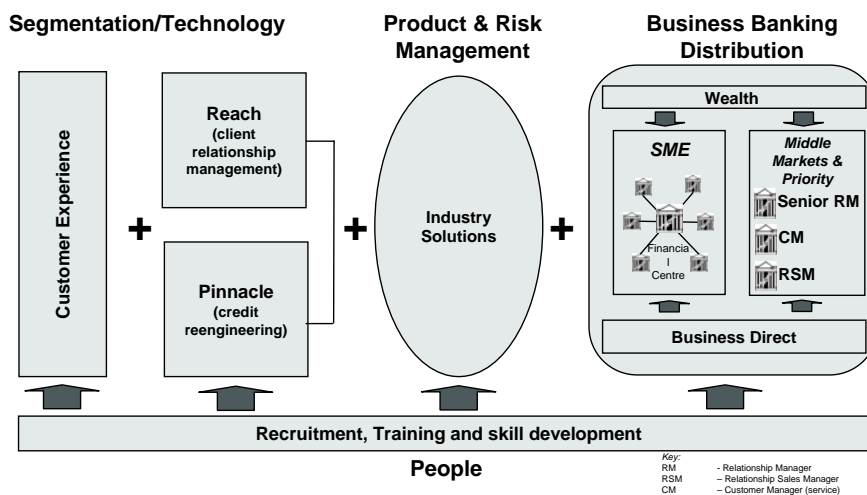 Segmentation/Technology
Product & Risk
Management
Business Banking
Distribution
Customer Experience
Reach
(client
relationship
management)
Pinnacle
(credit
reengineering)
+
+
Industry
Solutions
+
Wealth
SME
Financia
l
Centre
Middle
Markets &
Priority
Senior RM
CM
RSM
Business Direct
Recruitment, Training and skill development
People
Key:
RM - Relationship Manager
RSM – Relationship Sales Manager
CM – Customer Manager (service)